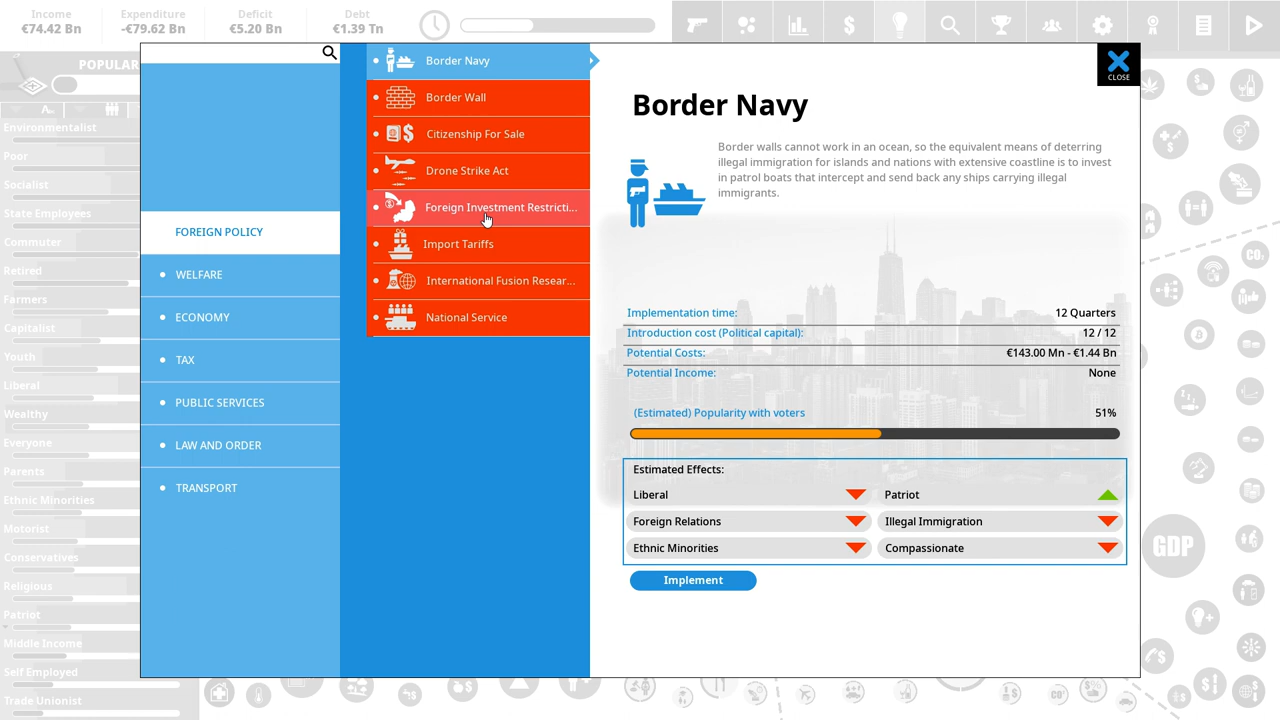 Income
€74.42 Bn
Expenditure
-€79.62 Bn
Deficit
€5.20 Bn
Debt
€1.39 Tn
POPULAR
Environmentalist
Poor
Socialist
State Employees
Commuter
Retired
Farmers
Capitalist
Youth
Liberal
Wealthy
Everyone
Parents
Ethnic Minorities
Motorist
Conservatives
Religious
Patriot
Middle Income
Self Employed
Trade Unionist
FOREIGN POLICY
WELFARE
ECONOMY
TAX
PUBLIC SERVICES
LAW AND ORDER
TRANSPORT
Border Navy
Border Wall
Citizenship For Sale
Drone Strike Act
Foreign Investment Restricti...
Import Tariffs
International Fusion Resear...
National Service
CLOSE
Border Navy
Border walls cannot work in an ocean, so the equivalent means of deterring
illegal immigration for islands and nations with extensive coastline is to invest
in patrol boats that intercept and send back any ships carrying illegal
immigrants.
Implementation time: 12 Quarters
Introduction cost (Political capital): 12 / 12
Potential Costs: €143.00 Mn - €1.44 Bn
Potential Income: None
(Estimated) Popularity with voters 51%
Estimated Effects:
Liberal Patriot
Foreign Relations Illegal Immigration
Ethnic Minorities Compassionate
Implement
GDP